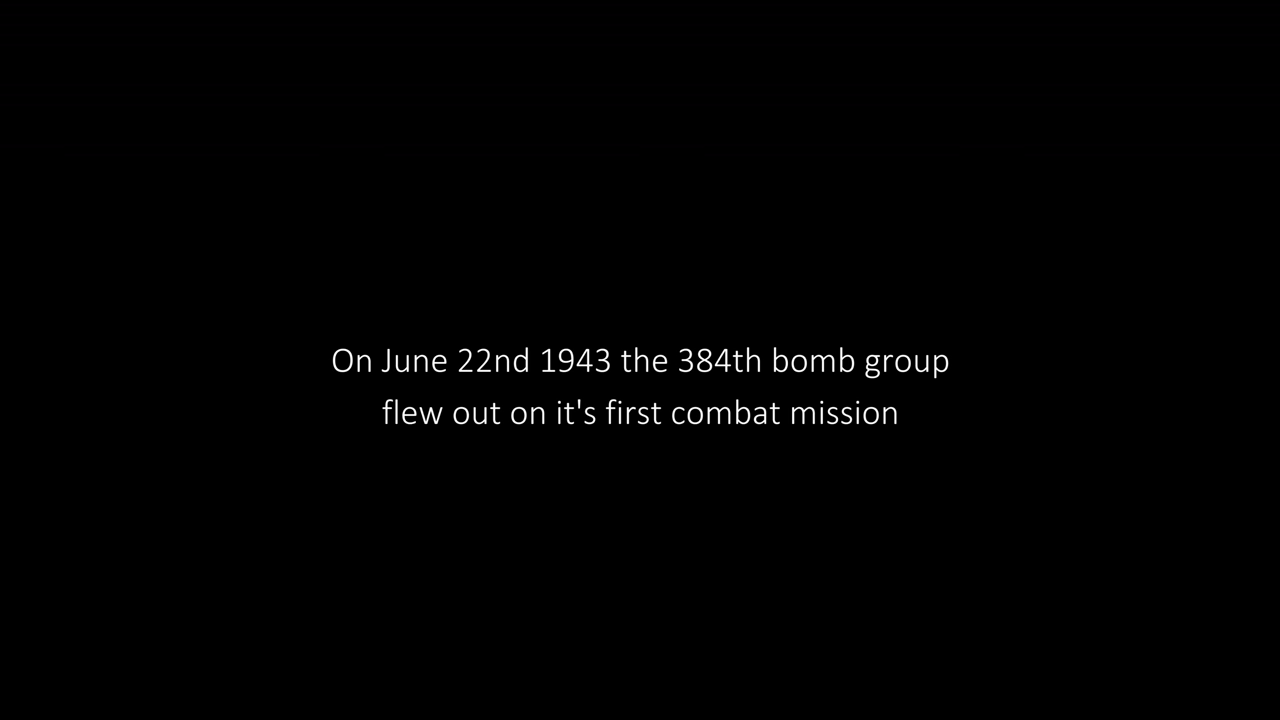 On June 22nd 1943 the 384th bomb group
flew out on it's first combat mission